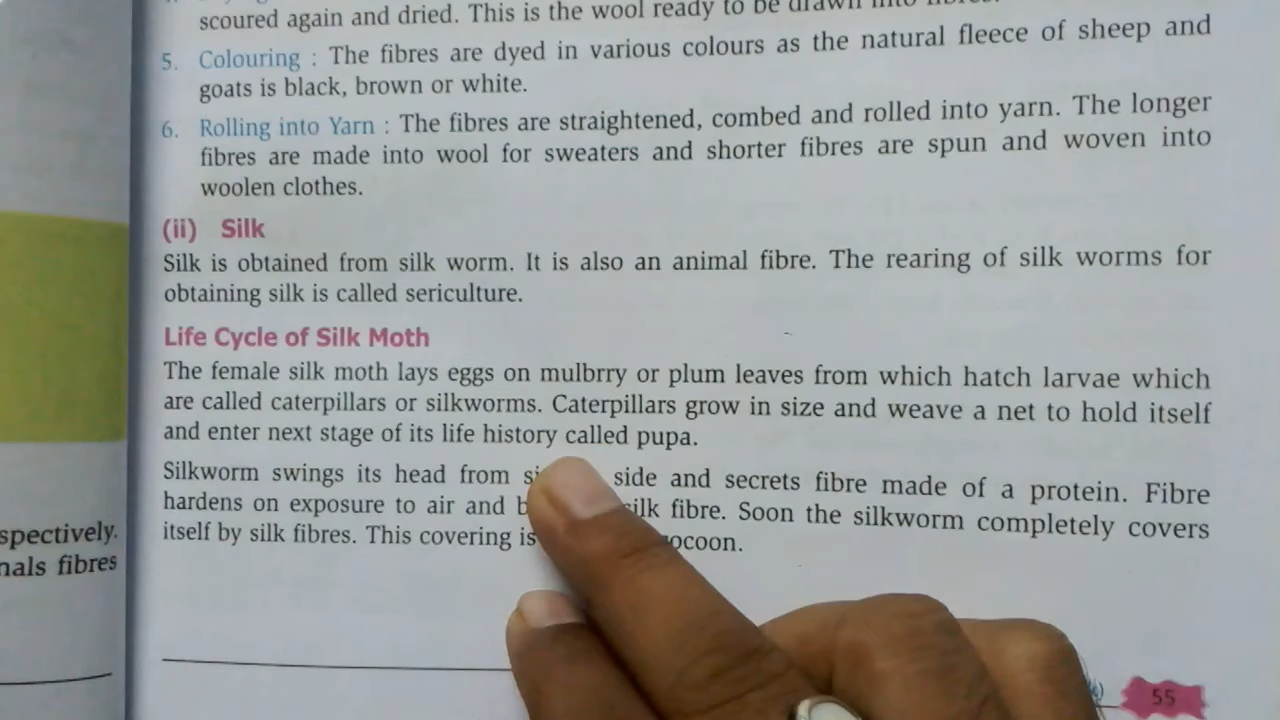 scoured again and dried. This is the wool ready to be drawn into fibres.
5. Colouring : The fibres are dyed in various colours as the natural fleece of sheep and
goats is black, brown or white.
6. Rolling into Yarn : The fibres are straightened, combed and rolled into yarn. The longer
fibres are made into wool for sweaters and shorter fibres are spun and woven into
woolen clothes.
(ii) Silk
Silk is obtained from silk worm. It is also an animal fibre. The rearing of silk worms for
obtaining silk is called sericulture.
Life Cycle of Silk Moth
The female silk moth lays eggs on mulbrry or plum leaves from which hatch larvae which
are called caterpillars or silkworms. Caterpillars grow in size and weave a net to hold itself
and enter next stage of its life history called pupa.
Silkworm swings its head from side and secrets fibre made of a protein. Fibre
hardens on exposure to air and silk fibre. Soon the silkworm completely covers
itself by silk fibres. This covering is cocoon.
spectively.
nals fibres
55